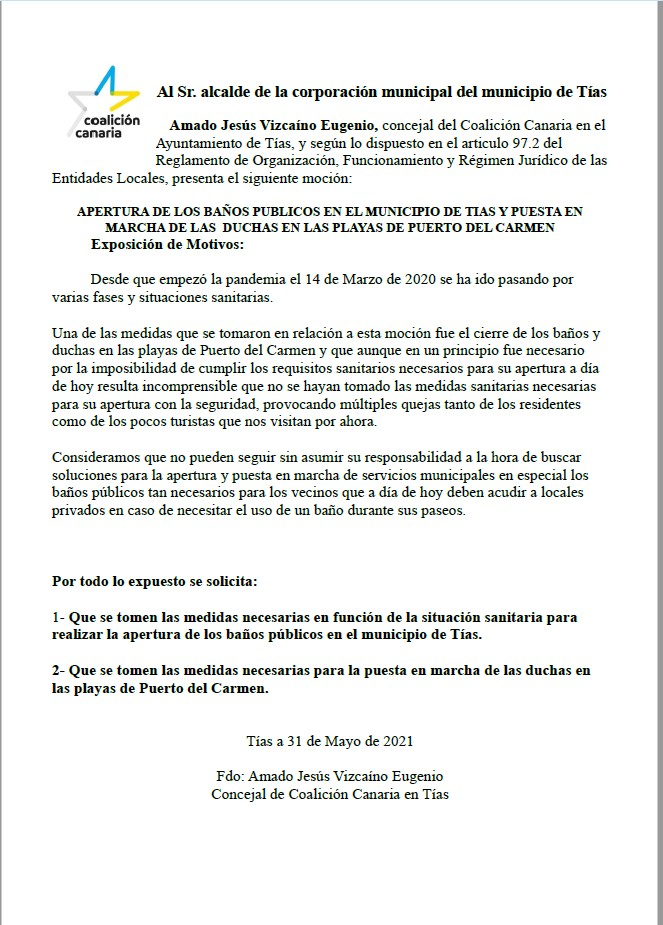 coalición
canaria
Al Sr. alcalde de la corporación municipal del municipio de Tías
Amado Jesús Vizcaíno Eugenio, concejal del Coalición Canaria en el
Ayuntamiento de Tías, y según lo dispuesto en el articulo 97.2 del
Reglamento de Organización, Funcionamiento y Régimen Jurídico de las
Entidades Locales, presenta el siguiente moción:
APERTURA DE LOS BAÑOS PUBLICOS EN EL MUNICIPIO DE TIAS Y PUESTA EN
MARCHA DE LAS DUCHAS EN LAS PLAYAS DE PUERTO DEL CARMEN
Exposición de Motivos:
Desde que empezó la pandemia el 14 de Marzo de 2020 se ha ido pasando por
varias fases y situaciones sanitarias.
Una de las medidas que se tomaron en relación a esta moción fue el cierre de los baños y
duchas en las playas de Puerto del Carmen y que aunque en un principio fue necesario
por la imposibilidad de cumplir los requisitos sanitarios necesarios para su apertura a día
de hoy resulta incomprensible que no se hayan tomado las medidas sanitarias necesarias
para su apertura con la seguridad, provocando múltiples quejas tanto de los residentes
como de los pocos turistas que nos visitan por ahora.
Consideramos que no pueden seguir sin asumir su responsabilidad a la hora de buscar
soluciones para la apertura y puesta en marcha de servicios municipales en especial los
baños públicos tan necesarios para los vecinos que a día de hoy deben acudir a locales
privados en caso de necesitar el uso de un baño durante sus paseos.
Por todo lo expuesto se solicita:
1- Que se tomen las medidas necesarias en función de la situación sanitaria para
realizar la apertura de los baños públicos en el municipio de Tías.
2- Que se tomen las medidas necesarias para la puesta en marcha de las duchas en
las playas de Puerto del Carmen.
Tías a 31 de Mayo de 2021
Fdo: Amado Jesús Vizcaíno Eugenio
Concejal de Coalición Canaria en Tías